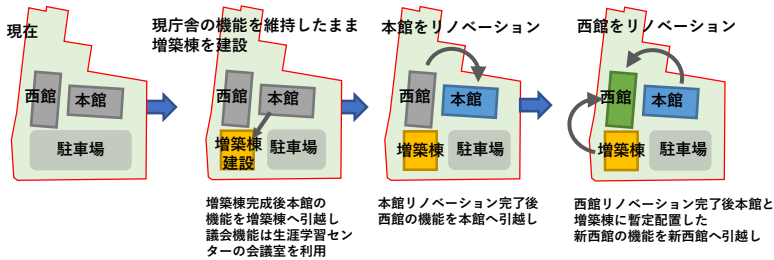 現在
西館
本館
駐車場
現庁舎の機能を維持したまま
増築棟を建設
西館
本館
増築棟
建設
駐車場
増築棟完成後本館の
機能を増築棟へ引越し
議会機能は生涯学習セン
ターの会議室を利用
本館をリノベーション
西館
本館
増築棟
駐車場
本館リノベーション完了後
西館の機能を本館へ引越し
西館をリノベーション
西館
本館
増築棟
駐車場
西館リノベーション完了後本館と
増築棟に暫定配置した
新西館の機能を新西館へ引越し